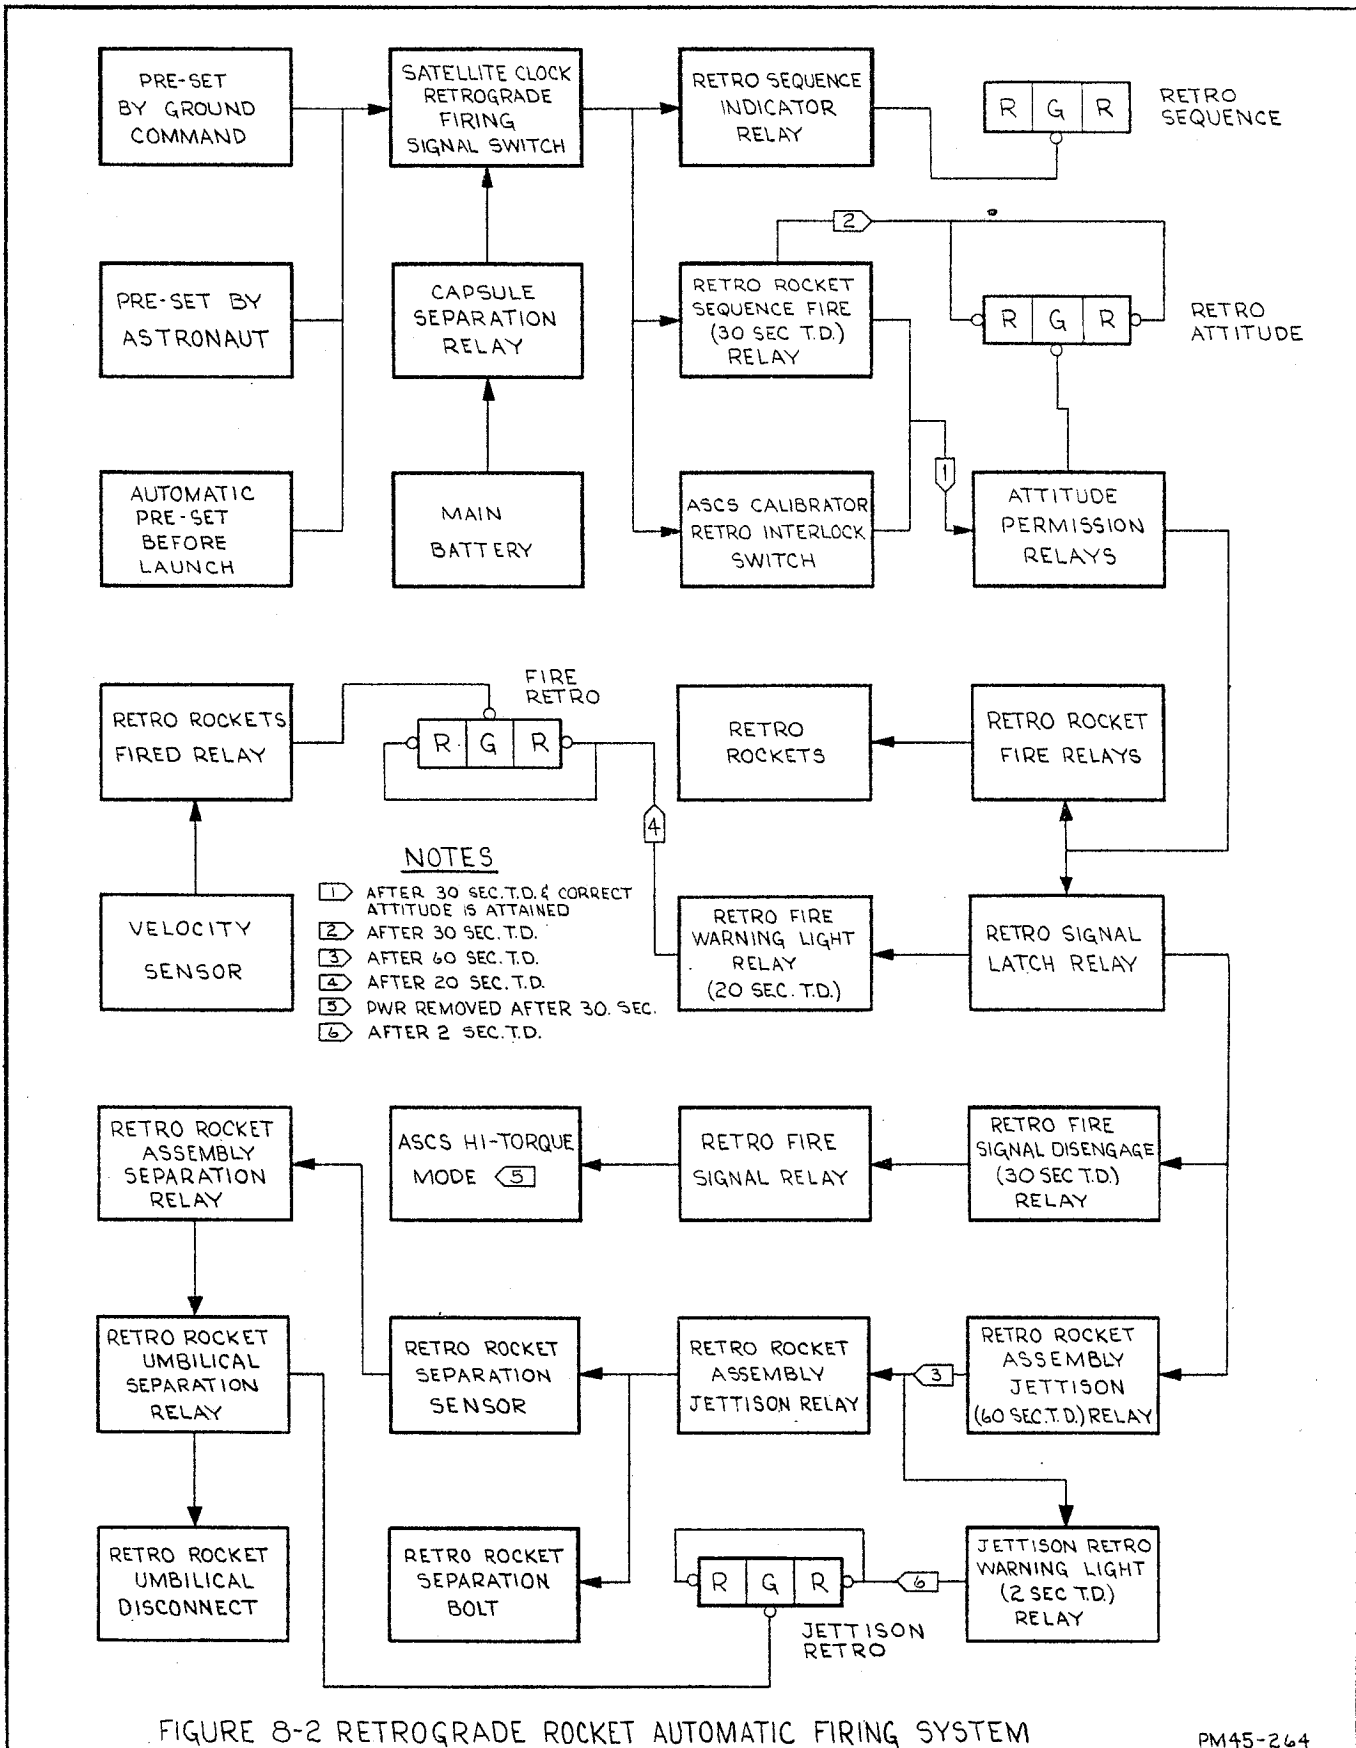 PRE-SET
BY GROUND
COMMAND
SATELLITE CLOCK
RETROGRADE
FIRING
SIGNAL SWITCH
RETRO SEQUENCE
INDICATOR
RELAY
R G R
RETRO
SEQUENCE
2
PRE-SET BY
ASTRONAUT
CAPSULE
SEPARATION
RELAY
RETRO ROCKET
SEQUENCE FIRE
(30 SEC T.D.)
RELAY
R G R
RETRO
ATTITUDE
AUTOMATIC
PRE-SET
BEFORE
LAUNCH
MAIN
BATTERY
ASCS CALIBRATOR
RETRO INTERLOCK
SWITCH
1
ATTITUDE
PERMISSION
RELAYS
RETRO ROCKETS
FIRED RELAY
FIRE
RETRO
R G R
RETRO
ROCKETS
RETRO ROCKET
FIRE RELAYS
4
VELOCITY
SENSOR
NOTES
1 AFTER 30 SEC.T.D. & CORRECT
ATTITUDE IS ATTAINED
2 AFTER 30 SEC.T.D.
3 AFTER 60 SEC.T.D.
4 AFTER 20 SEC.T.D.
5 PWR REMOVED AFTER 30. SEC.
6 AFTER 2 SEC.T.D.
RETRO FIRE
WARNING LIGHT
RELAY
(20 SEC. T.D.)
RETRO SIGNAL
LATCH RELAY
RETRO ROCKET
ASSEMBLY
SEPARATION
RELAY
ASCS HI-TORQUE
MODE 5
RETRO FIRE
SIGNAL RELAY
RETRO FIRE
SIGNAL DISENGAGE
(30 SEC T.D.)
RELAY
RETRO ROCKET
UMBILICAL
SEPARATION
RELAY
RETRO ROCKET
SEPARATION
SENSOR
RETRO ROCKET
ASSEMBLY
JETTISON RELAY
3
RETRO ROCKET
ASSEMBLY
JETTISON
(60 SEC.T.D.) RELAY
RETRO ROCKET
UMBILICAL
DISCONNECT
RETRO ROCKET
SEPARATION
BOLT
R G R
JETTISON
RETRO
6
JETTISON RETRO
WARNING LIGHT
(2 SEC T.D.)
RELAY
FIGURE 8-2 RETROGRADE ROCKET AUTOMATIC FIRING SYSTEM
PM45-264